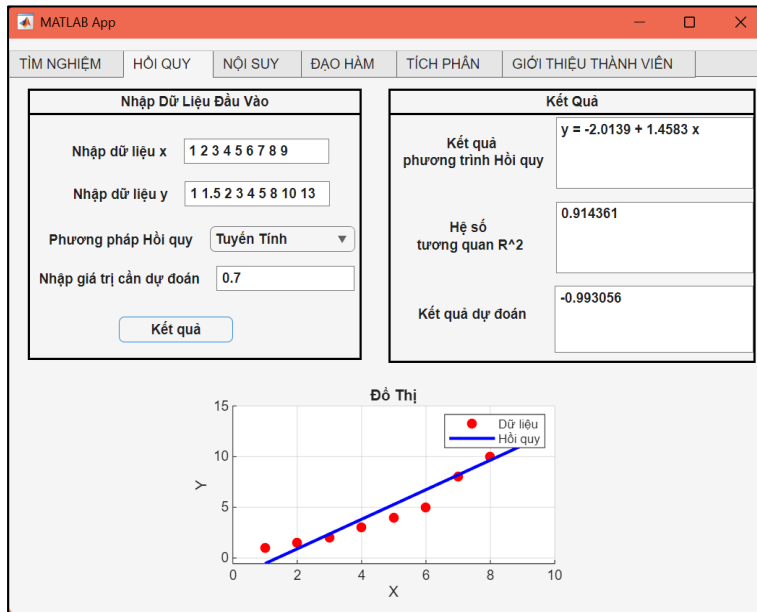 MATLAB App
TÌM NGHIỆM HỒI QUY NỘI SUY ĐẠO HÀM TÍCH PHÂN GIỚI THIỆU THÀNH VIÊN
Nhập Dữ Liệu Đầu Vào
Nhập dữ liệu x 1 2 3 4 5 6 7 8 9
Nhập dữ liệu y 1 1.5 2 3 4 5 8 10 13
Phương pháp Hồi quy Tuyến Tính
Nhập giá trị cần dự đoán 0.7
Kết quả
Kết Quả
Kết quả
phương trình Hồi quy
y = -2.0139 + 1.4583 x
Hệ số
tương quan R^2
0.914361
Kết quả dự đoán
-0.993056
Đồ Thị
Dữ liệu
Hồi quy
15
10
5
0
Y
0 2 4 6 8 10
X